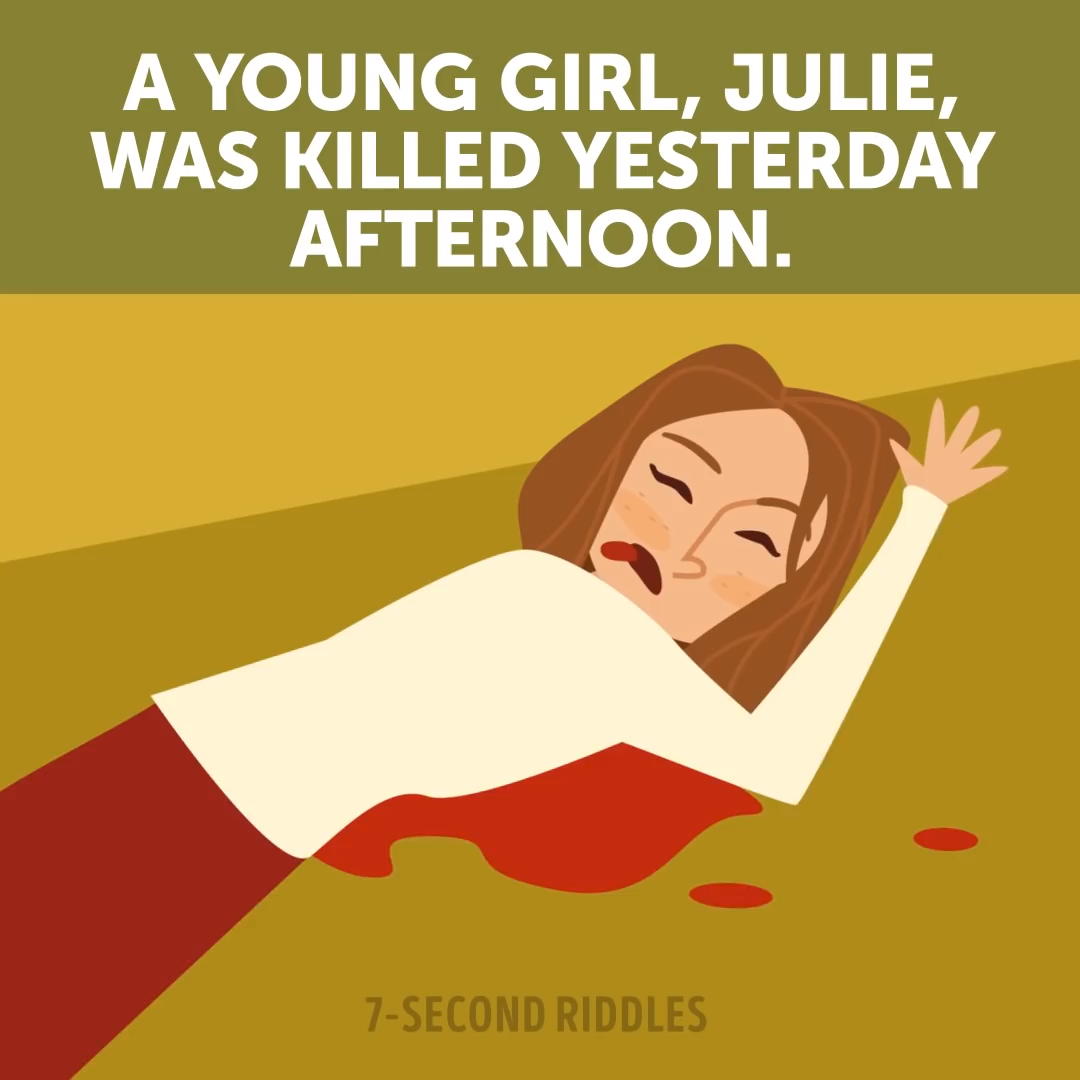 A YOUNG GIRL, JULIE,
WAS KILLED YESTERDAY
AFTERNOON.
7-SECOND RIDDLES